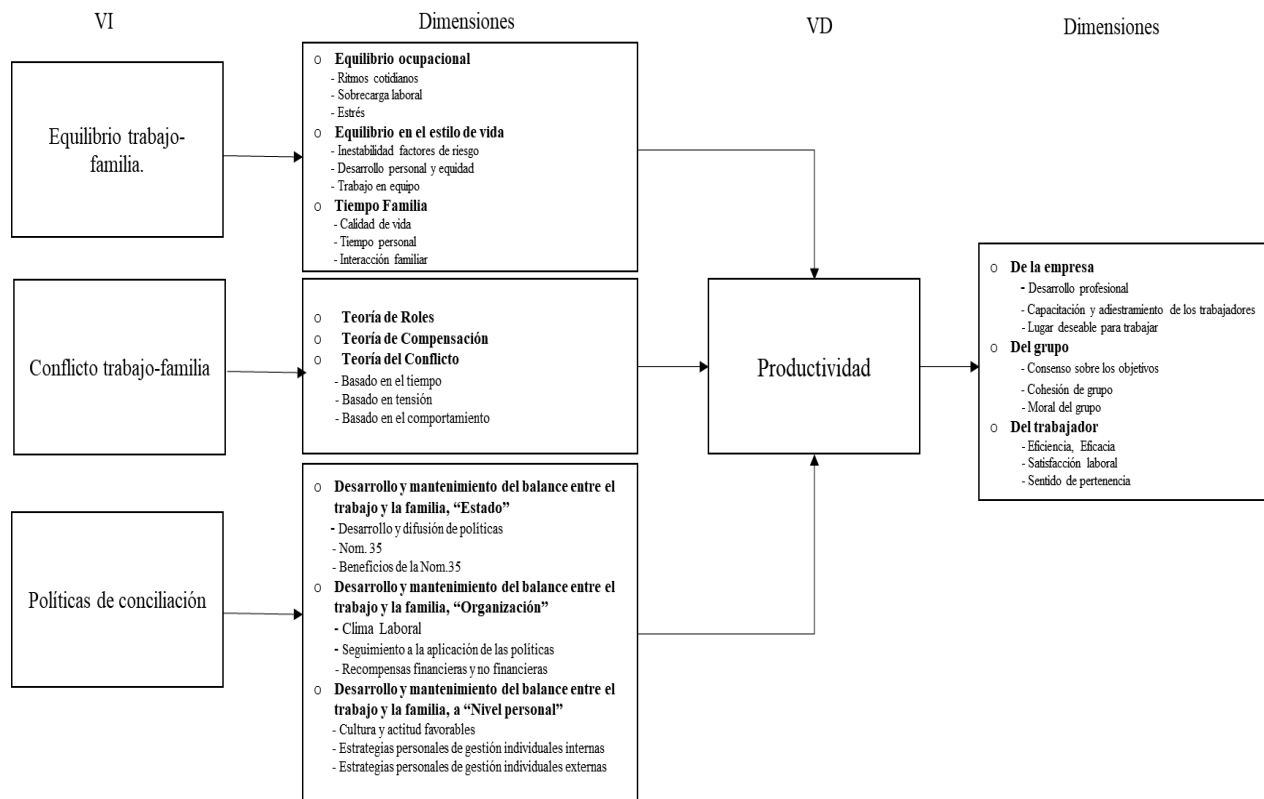 VI
Dimensiones
VD
Dimensiones
Equilibrio trabajo-
familia.
o Equilibrio ocupacional
- Ritmos cotidianos
- Sobrecarga laboral
- Estrés
o Equilibrio en el estilo de vida
- Inestabilidad factores de riesgo
- Desarrollo personal y equidad
- Trabajo en equipo
o Tiempo Familia
- Calidad de vida
- Tiempo personal
- Interacción familiar
Conflicto trabajo-familia
o Teoría de Roles
o Teoría de Compensación
o Teoría del Conflicto
- Basado en el tiempo
- Basado en tensión
- Basado en el comportamiento
Políticas de conciliación
o Desarrollo y mantenimiento del balance entre el
trabajo y la familia, “Estado”
- Desarrollo y difusión de políticas
- Nom. 35
- Beneficios de la Nom.35
o Desarrollo y mantenimiento del balance entre el
trabajo y la familia, “Organización”
- Clima Laboral
- Seguimiento a la aplicación de las políticas
- Recompensas financieras y no financieras
o Desarrollo y mantenimiento del balance entre el
trabajo y la familia, a “Nivel personal”
- Cultura y actitud favorables
- Estrategias personales de gestión individuales internas
- Estrategias personales de gestión individuales externas
Productividad
o De la empresa
- Desarrollo profesional
- Capacitación y adiestramiento de los trabajadores
- Lugar deseable para trabajar
o Del grupo
- Consenso sobre los objetivos
- Cohesión de grupo
- Moral del grupo
o Del trabajador
- Eficiencia, Eficacia
- Satisfacción laboral
- Sentido de pertenencia